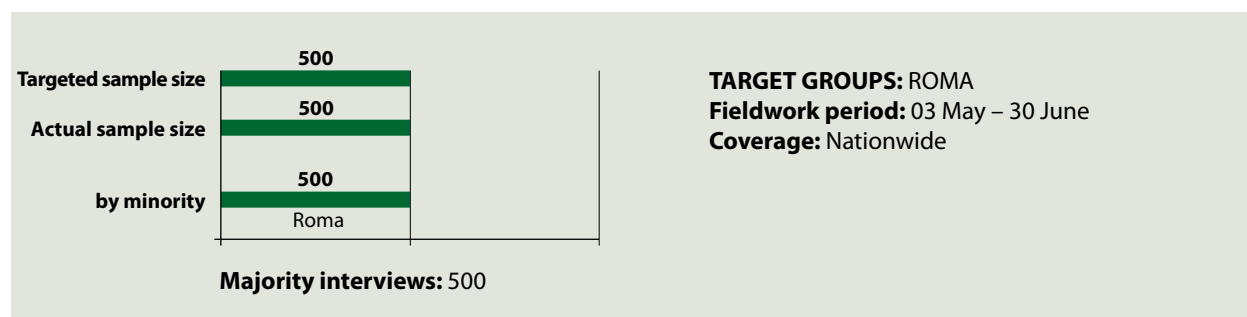 500
Targeted sample size
500
Actual sample size
500
by minority
Roma
Majority interviews: 500
TARGET GROUPS: ROMA
Fieldwork period: 03 May – 30 June
Coverage: Nationwide